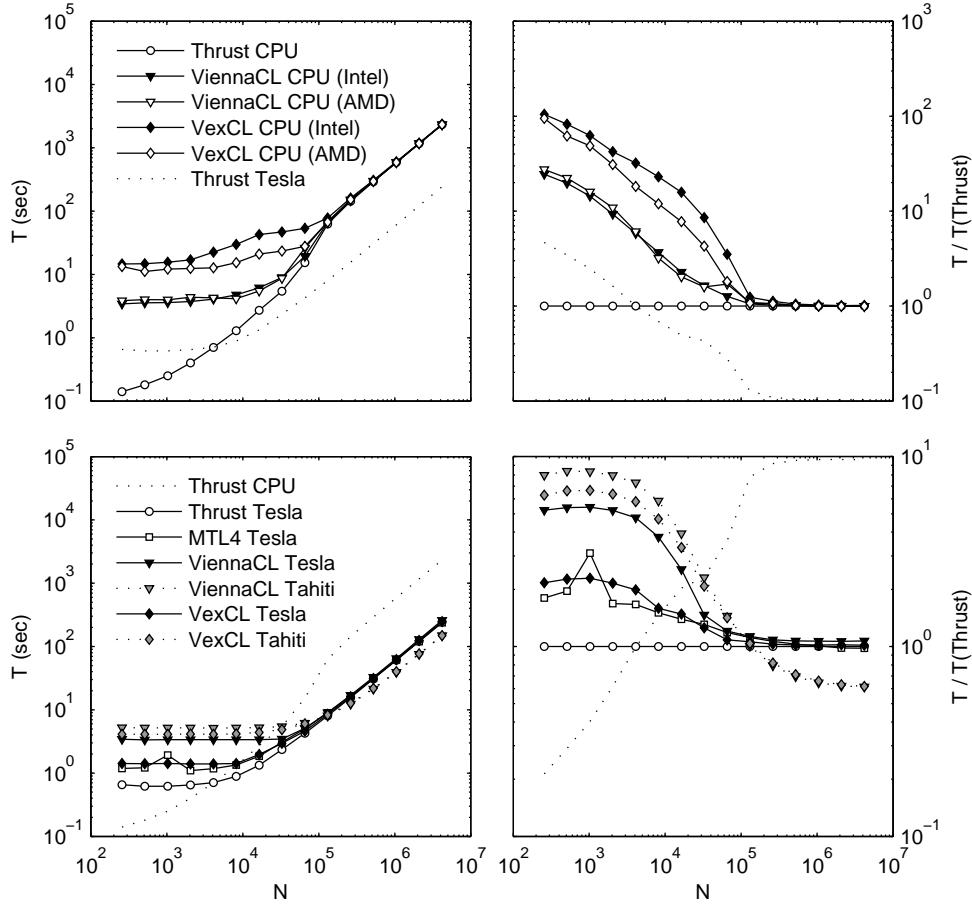 10^5
10^4
10^3
10^2
10^1
10^0
10^−1
T (sec)
Thrust CPU
ViennaCL CPU (Intel)
ViennaCL CPU (AMD)
VexCL CPU (Intel)
VexCL CPU (AMD)
Thrust Tesla
10^3
10^2
10^1
10^0
10^−1
T / T(Thrust)
10^5
10^4
10^3
10^2
10^1
10^0
10^−1
T (sec)
Thrust CPU
Thrust Tesla
MTL4 Tesla
ViennaCL Tesla
ViennaCL Tahiti
VexCL Tesla
VexCL Tahiti
10^2 10^3 10^4 10^5 10^6 10^7
N
10^1
10^0
10^−1
T / T(Thrust)
10^2 10^3 10^4 10^5 10^6 10^7
N